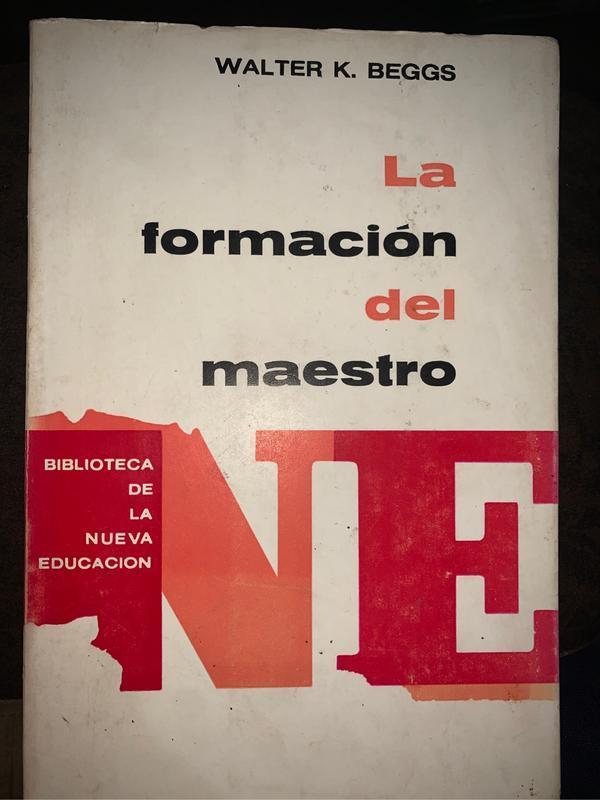 WALTER K. BEGGS
La
formación
del
maestro
BIBLIOTECA
DE
LA
NUEVA
EDUCACION
NE